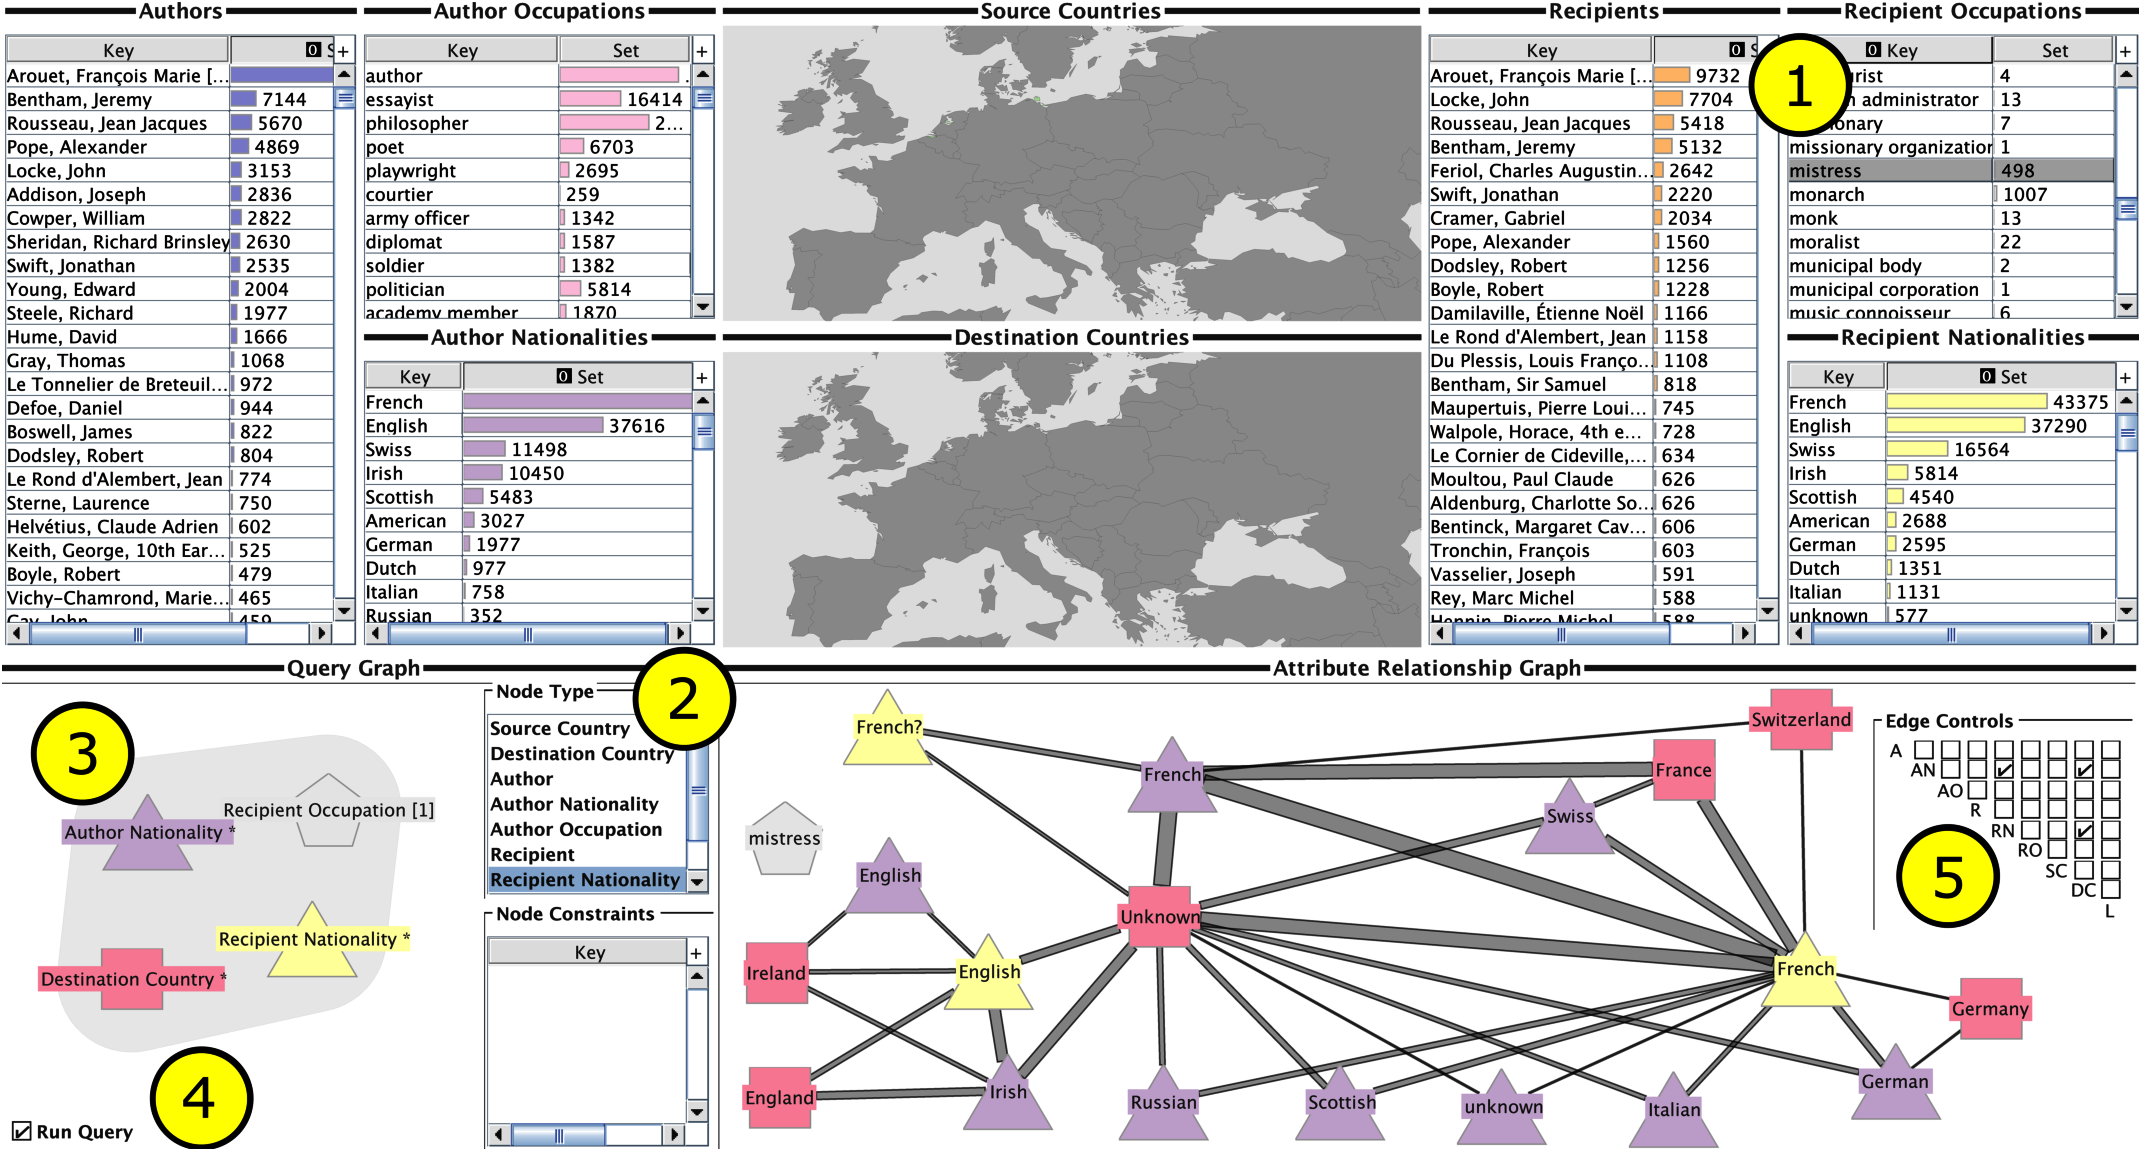 Authors
Key 0 S +
Arouet, François Marie [...
Bentham, Jeremy 7144
Rousseau, Jean Jacques 5670
Pope, Alexander 4869
Locke, John 3153
Addison, Joseph 2836
Cowper, William 2822
Sheridan, Richard Brinsley 2630
Swift, Jonathan 2535
Young, Edward 2004
Steele, Richard 1977
Hume, David 1666
Gray, Thomas 1068
Le Tonnelier de Breteuil... 972
Defoe, Daniel 944
Boswell, James 822
Dodsley, Robert 804
Le Rond d'Alembert, Jean 774
Sterne, Laurence 750
Helvétius, Claude Adrien 602
Keith, George, 10th Ear... 525
Boyle, Robert 479
Vichy-Chamrond, Marie... 465
Gay, John 459
Author Occupations
Key Set +
author .
essayist 16414
philosopher 2...
poet 6703
playwright 2695
courtier 259
army officer 1342
diplomat 1587
soldier 1382
politician 5814
academy member 1870
Author Nationalities
Key 0 Set +
French
English 37616
Swiss 11498
Irish 10450
Scottish 5483
American 3027
German 1977
Dutch 977
Italian 758
Russian 352
Source Countries
Destination Countries
Recipients
Key 0 S
Arouet, François Marie [... 9732
Locke, John 7704
Rousseau, Jean Jacques 5418
Bentham, Jeremy 5132
Feriol, Charles Augustin... 2642
Swift, Jonathan 2220
Cramer, Gabriel 2034
Pope, Alexander 1560
Dodsley, Robert 1256
Boyle, Robert 1228
Damilaville, Étienne Noël 1166
Le Rond d'Alembert, Jean 1158
Du Plessis, Louis Franço... 1108
Bentham, Sir Samuel 818
Maupertuis, Pierre Loui... 745
Walpole, Horace, 4th e... 728
Le Cornier de Cideville,... 634
Moultou, Paul Claude 626
Aldenburg, Charlotte So... 626
Bentinck, Margaret Cav... 606
Tronchin, François 603
Vasselier, Joseph 591
Rey, Marc Michel 588
Hennin, Pierre Michel 588
Recipient Occupations
0 Key Set +
1
rist 4
administrator 13
onary 7
missionary organization 1
mistress 498
monarch 1007
monk 13
moralist 22
municipal body 2
municipal corporation 1
music connoisseur 6
Recipient Nationalities
Key 0 Set +
French 43375
English 37290
Swiss 16564
Irish 5814
Scottish 4540
American 2688
German 2595
Dutch 1351
Italian 1131
unknown 577
Query Graph
3
Author Nationality *
Recipient Occupation [1]
Recipient Nationality *
Destination Country *
4
Run Query
2
Node Type
Source Country
Destination Country
Author
Author Nationality
Author Occupation
Recipient
Recipient Nationality
Node Constraints
Key +
Attribute Relationship Graph
French?
French
Switzerland
France
Swiss
mistress
English
Unknown
Ireland
English
French
Germany
England
Irish
Russian
Scottish
unknown
Italian
German
Edge Controls
A
AN
AO
R
RN
RO
SC
DC
L
5